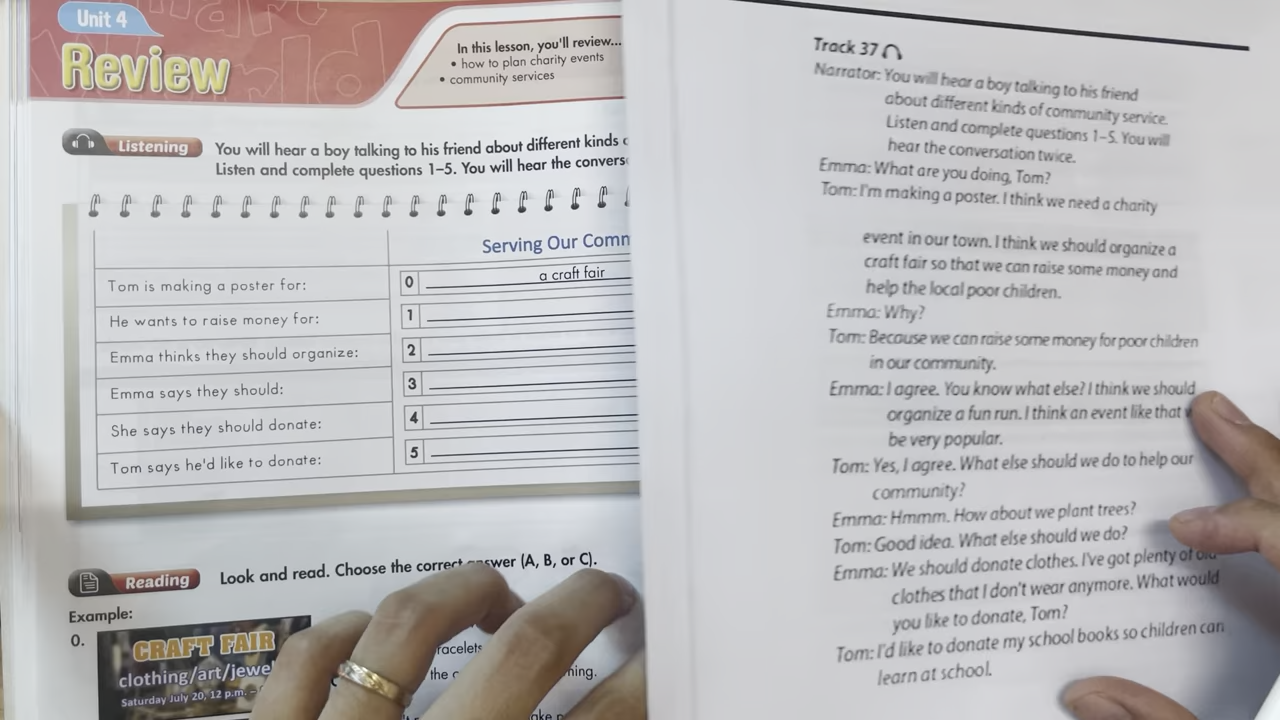 Unit 4
Review
In this lesson, you'll review...
• how to plan charity events
• community services
Listening
You will hear a boy talking to his friend about different kinds
Listen and complete questions 1–5. You will hear the
Serving Our
Tom is making a poster for:
0 a craft fair
He wants to raise money for:
1
Emma thinks they should organize:
2
Emma says they should:
3
She says they should donate:
4
Tom says he'd like to donate:
5
Reading
Look and read. Choose the correct answer (A, B, or C).
Example:
0.
CRAFT FAIR
clothing/art/
Saturday July 20, 12 p.m. –
the
Track 37
Narrator: You will hear a boy talking to his friend
about different kinds of community service.
Listen and complete questions 1–5. You will
hear the conversation twice.
Emma: What are you doing, Tom?
Tom: I'm making a poster. I think we need a charity
event in our town. I think we should organize a
craft fair so that we can raise some money and
help the local poor children.
Emma: Why?
Tom: Because we can raise some money for poor children
in our community.
Emma: I agree. You know what else? I think we should
organize a fun run. I think an event like that
be very popular.
Tom: Yes, I agree. What else should we do to help our
community?
Emma: Hmmm. How about we plant trees?
Tom: Good idea. What else should we do?
Emma: We should donate clothes. I've got plenty of old
clothes that I don't wear anymore. What would
you like to donate, Tom?
Tom: I'd like to donate my school books so children can
learn at school.